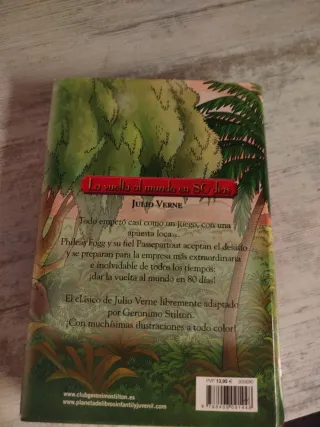 La vuelta al mundo en 80 días
JULIO VERNE
Todo empezó casi como un juego, con una
apuesta loca...
Phileas Fogg y su fiel Passepartout aceptan el desafío
y se preparan para la empresa más extraordinaria
e inolvidable de todos los tiempos:
¡dar la vuelta al mundo en 80 días!
El clásico de Julio Verne libremente adaptado
por Geronimo Stilton.
¡Con muchísimas ilustraciones a todo color!
www.clubgeronimostilton.es
www.planetadelibrosinfantilyjuvenil.com
PVP 13,95 €